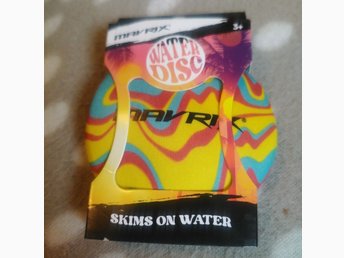 MAVRIX
3+
WATER
DISC
MAVRIX
SKIMS ON WATER